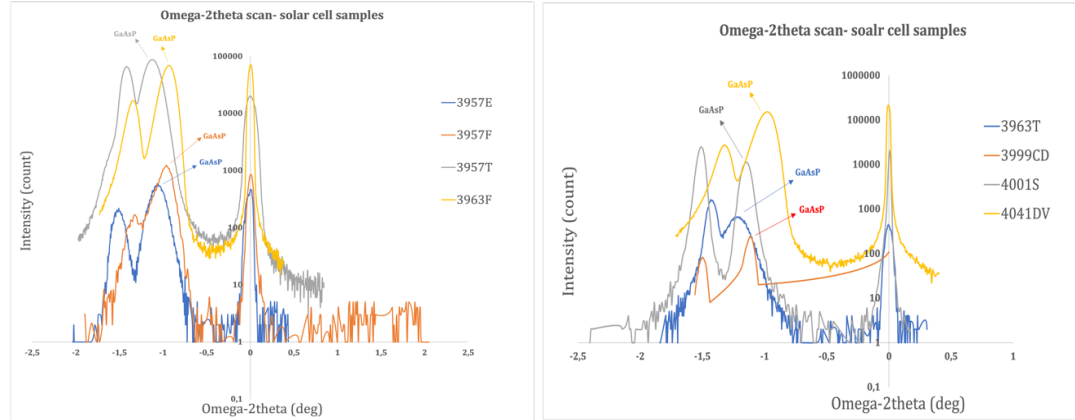 Omega-2theta scan- solar cell samples
GaAsP
GaAsP
100000
10000
1000
100
10
1
0,1
GaAsP
GaAsP
Intensity (count)
3957E
3957F
3957T
3963F
-2,5 -2 -1,5 -1 -0,5 0 0,5 1 1,5 2 2,5
Omega-2theta (deg)
Omega-2theta scan- soalr cell samples
1000000
100000
10000
1000
100
10
1
0,1
GaAsP
GaAsP
GaAsP
GaAsP
Intensity (count)
3963T
3999CD
4001S
4041DV
-2,5 -2 -1,5 -1 -0,5 0 0,5 1
Omega-2theta (deg)